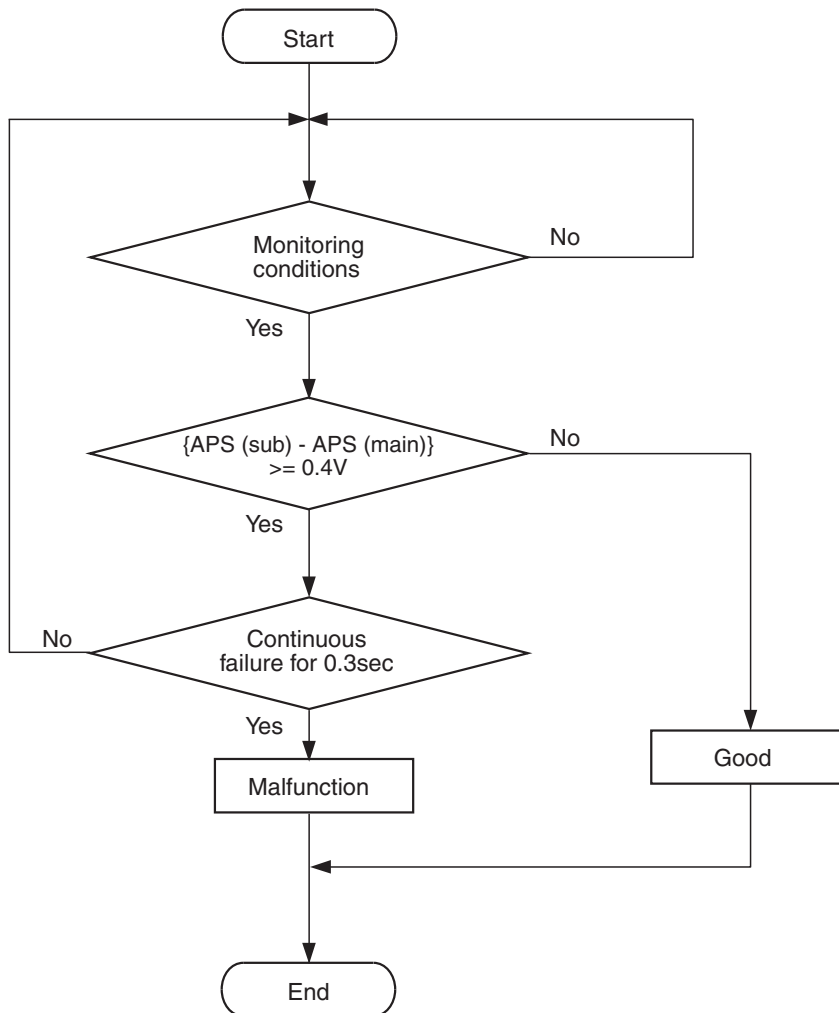 Start
Monitoring
conditions
No
Yes
{APS (sub) - APS (main)}
>= 0.4V
No
Yes
Continuous
failure for 0.3sec
No
Yes
Malfunction
Good
End